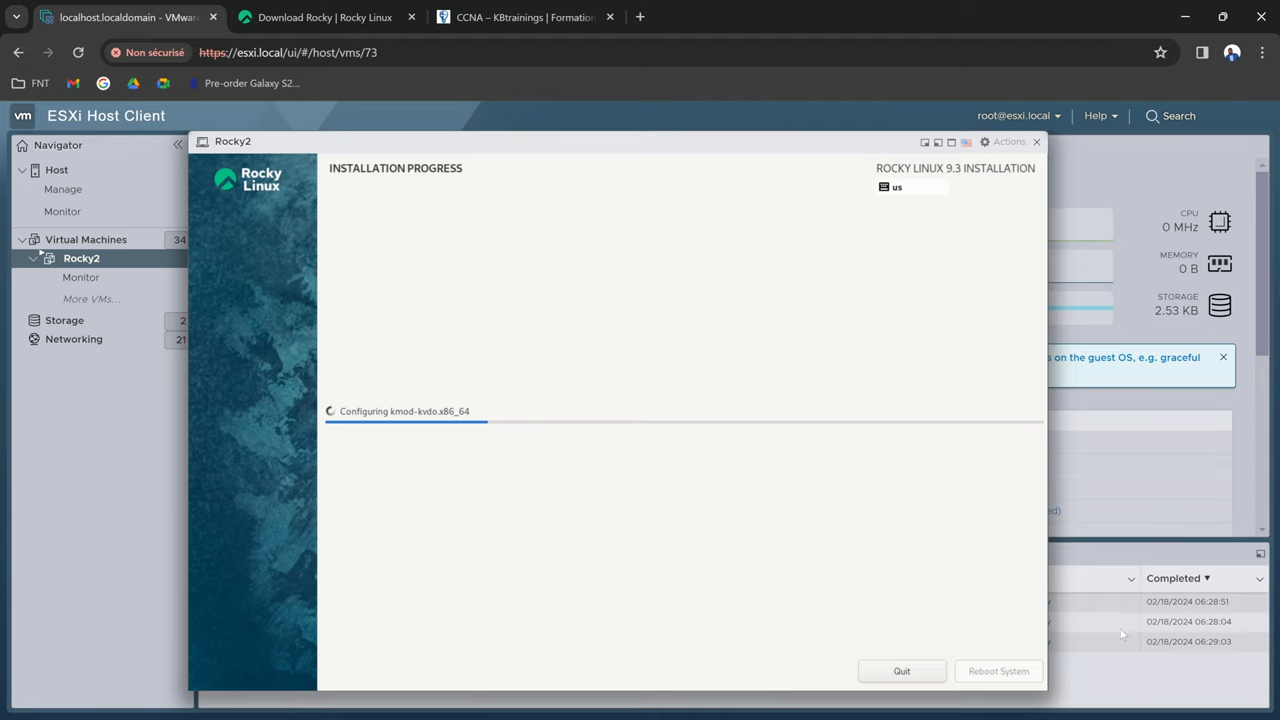 localhost.localdomain - VMwar
Download Rocky | Rocky Linux
CCNA – KBtrainings | Formation
Non sécurisé
https://esxi.local/ui/#/host/vms/73
FNT
Pre-order Galaxy S2...
vm
ESXi Host Client
root@esxi.local
Help
Search
Navigator
Rocky2
Actions
Host
Manage
Monitor
Virtual Machines
34
Rocky2
Monitor
More VMs...
Storage
2
Networking
21
Rocky
Linux
INSTALLATION PROGRESS
ROCKY LINUX 9.3 INSTALLATION
us
Configuring kmod-kvdo.x86_64
Quit
Reboot System
CPU
0 MHz
MEMORY
0 B
STORAGE
2.53 KB
s on the guest OS, e.g. graceful
ed)
Completed
02/18/2024 06:28:51
02/18/2024 06:28:04
02/18/2024 06:29:03